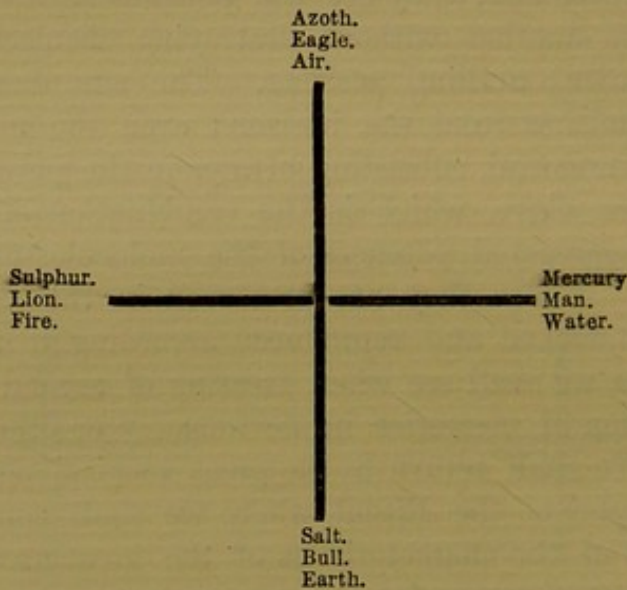 Azoth.
Eagle.
Air.
Sulphur.
Lion.
Fire.
Mercury
Man.
Water.
Salt.
Bull.
Earth.